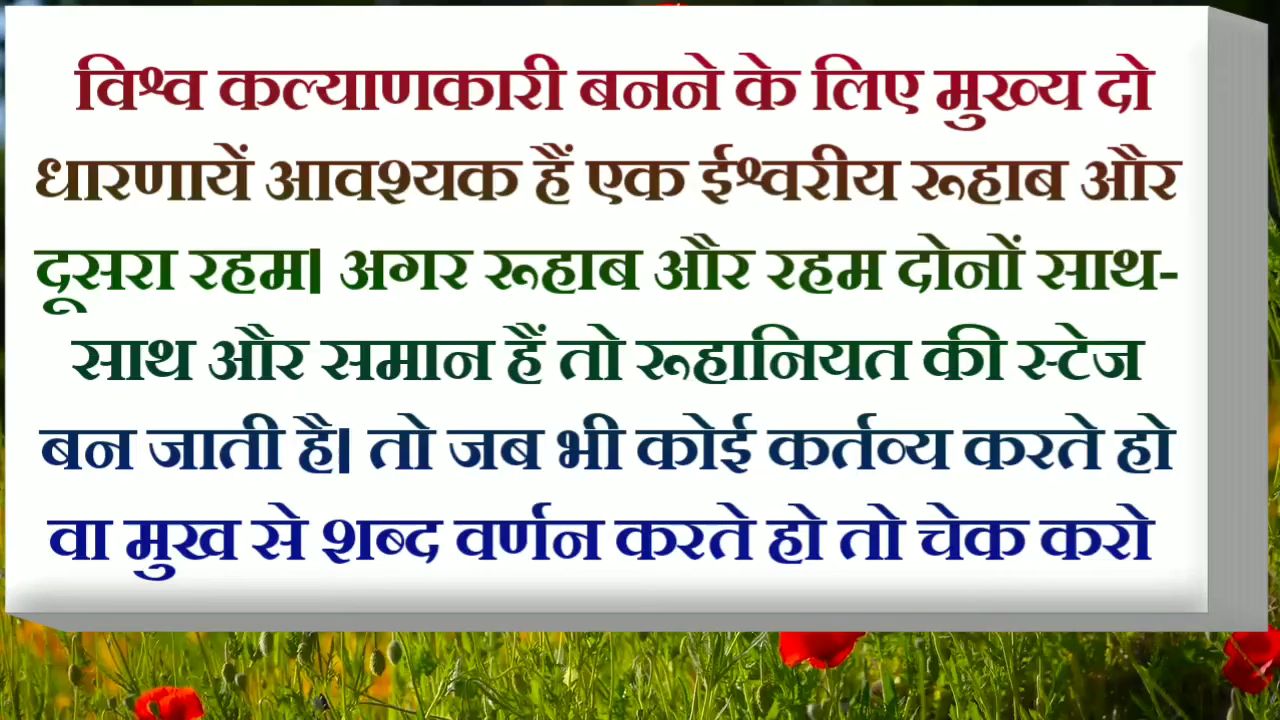 विश्व कल्याणकारी बनने के लिए मुख्य दो
धारणायें आवश्यक हैं एक ईश्वरीय रूहाब और
दूसरा रहम। अगर रूहाब और रहम दोनों साथ-
साथ और समान हैं तो रूहानियत की स्टेज
बन जाती है। तो जब भी कोई कर्तव्य करते हो
वा मुख से शब्द वर्णन करते हो तो चेक करो